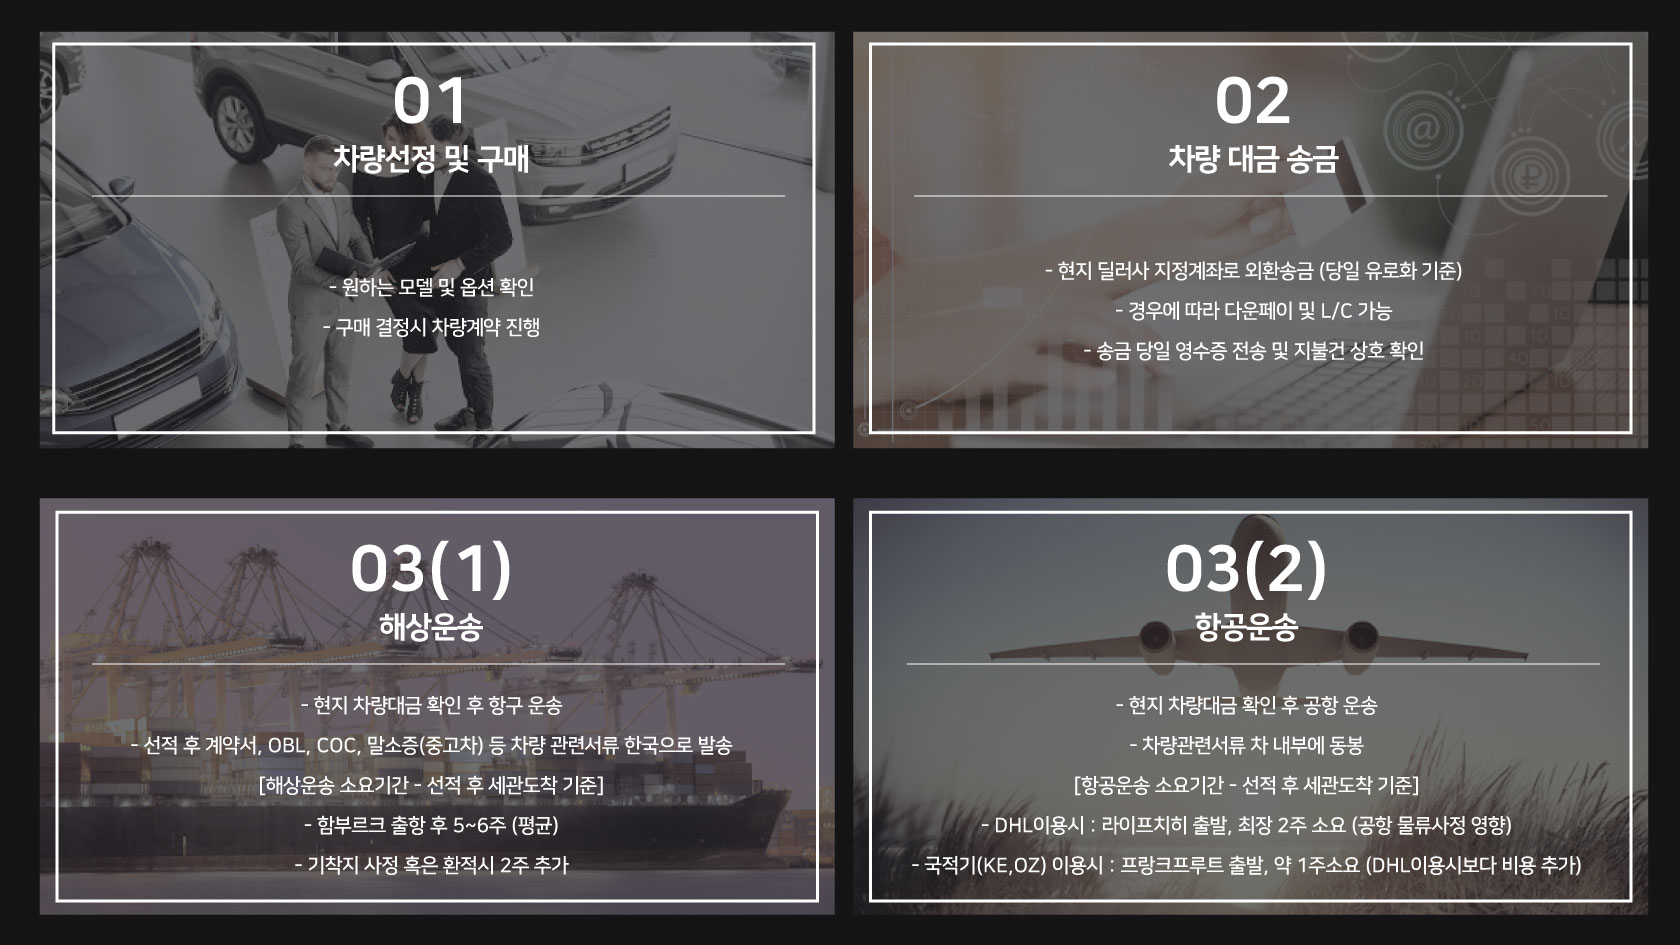 01
차량선정 및 구매
- 원하는 모델 및 옵션 확인
- 구매 결정시 차량계약 진행
02
차량 대금 송금
- 현지 딜러사 지정계좌로 외환송금 (당일 유로화 기준)
- 경우에 따라 다운페이 및 L/C 가능
- 송금 당일 영수증 전송 및 지불건 상호 확인
03(1)
해상운송
- 현지 차량대금 확인 후 항구 운송
- 선적 후 계약서, OBL, COC, 말소증(중고차) 등 차량 관련서류 한국으로 발송
[해상운송 소요기간 - 선적 후 세관도착 기준]
- 함부르크 출항 후 5~6주 (평균)
- 기착지 사정 혹은 환적시 2주 추가
03(2)
항공운송
- 현지 차량대금 확인 후 공항 운송
- 차량관련서류 차 내부에 동봉
[항공운송 소요기간 - 선적 후 세관도착 기준]
- DHL이용시 : 라이프치히 출발, 최장 2주 소요 (공항 물류사정 영향)
- 국적기(KE,OZ) 이용시 : 프랑크프루트 출발, 약 1주소요 (DHL이용시보다 비용 추가)